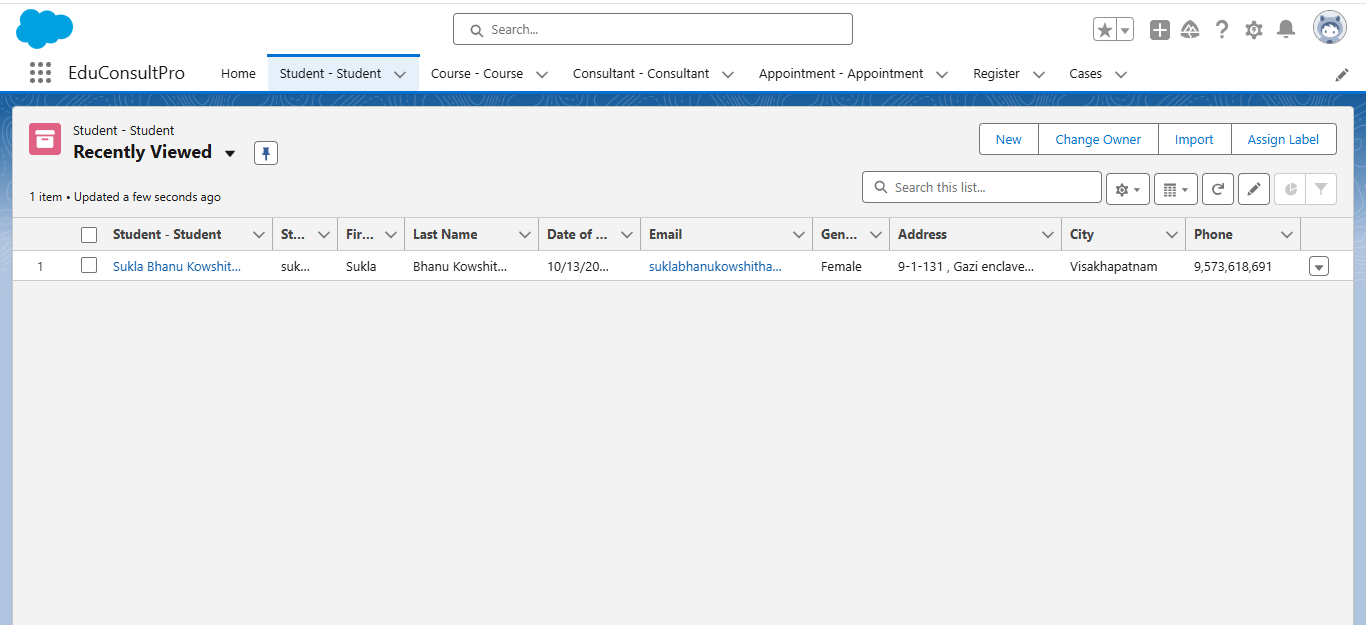 Search...
EduConsultPro Home Student - Student Course - Course Consultant - Consultant Appointment - Appointment Register Cases
Student - Student
Recently Viewed
New Change Owner Import Assign Label
1 item • Updated a few seconds ago
Search this list...
Student - Student St... Fir... Last Name Date of ... Email Gen... Address City Phone
1 Sukla Bhanu Kowshit... suk... Sukla Bhanu Kowshit... 10/13/20... suklabhanukowshitha... Female 9-1-131 , Gazi enclave... Visakhapatnam 9,573,618,691